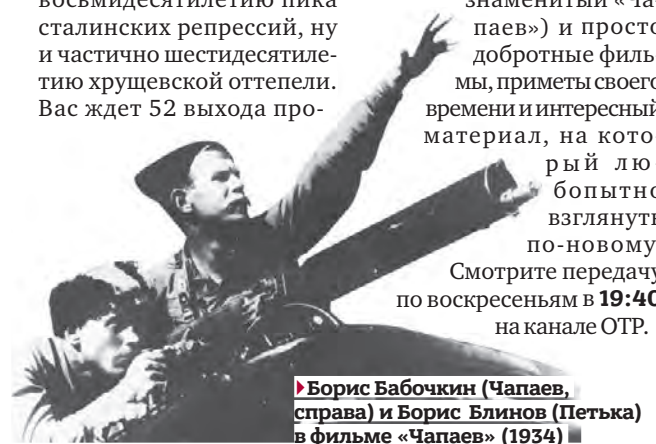 восьмидесятилетию пика
сталинских репрессий, ну
и частично шестидесятиле-
тию хрущевской оттепели.
Вас ждет 52 выхода про-
знаменитый «Ча-
паев») и просто
добротные филь-
мы, приметы своего
времени и интересный
материал, на кото-
рый лю-
бопытно
взглянуть
по-новому.
Смотрите передачу
по воскресеньям в 19:40
на канале ОТР.
Борис Бабочкин (Чапаев,
справа) и Борис Блинов (Петька)
в фильме «Чапаев» (1934)